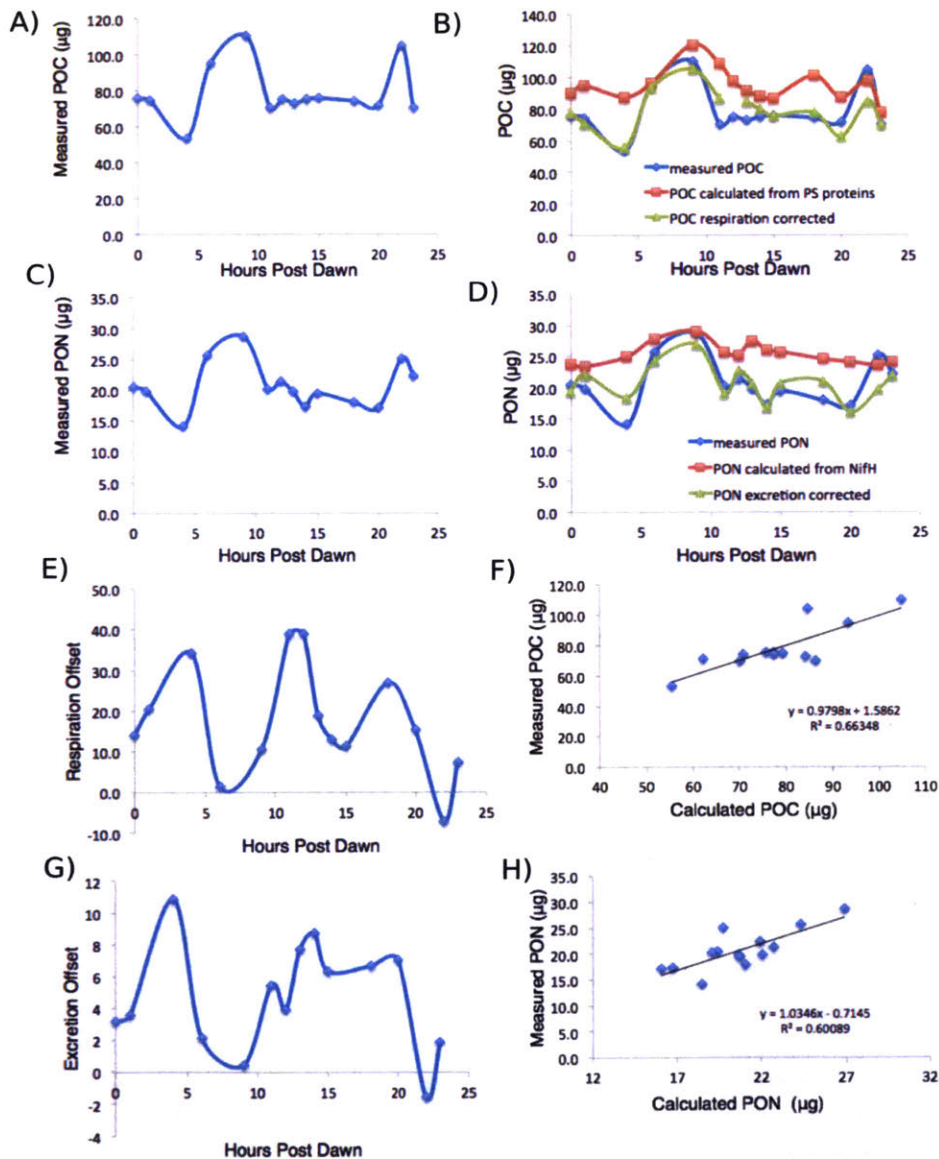 A)
Measured POC (µg)
120.0
100.0
80.0
60.0
40.0
20.0
0.0
0 5 10 15 20 25
Hours Post Dawn
B)
POC (µg)
120.0
100.0
80.0
60.0
40.0
20.0
0.0
measured POC
POC calculated from PS proteins
POC respiration corrected
0 5 10 15 20 25
Hours Post Dawn
C)
Measured PON (µg)
35.0
30.0
25.0
20.0
15.0
10.0
5.0
0.0
0 5 10 15 20 25
Hours Post Dawn
D)
PON (µg)
35.0
30.0
25.0
20.0
15.0
10.0
5.0
0.0
measured PON
PON calculated from NifH
PON excretion corrected
0 5 10 15 20 25
Hours Post Dawn
E)
Respiration Offset
50.0
40.0
30.0
20.0
10.0
0.0
-10.0
0 5 10 15 20 25
Hours Post Dawn
F)
Measured POC (µg)
120.0
100.0
80.0
60.0
40.0
20.0
0.0
y = 0.9798x + 1.5862
R² = 0.66348
40 50 60 70 80 90 100 110
Calculated POC (µg)
G)
Excretion Offset
12
10
8
6
4
2
0
-2
-4
0 5 10 15 20 25
Hours Post Dawn
H)
Measured PON (µg)
35.0
30.0
25.0
20.0
15.0
10.0
5.0
0.0
y = 1.0346x - 0.7145
R² = 0.60089
12 17 22 27 32
Calculated PON (µg)